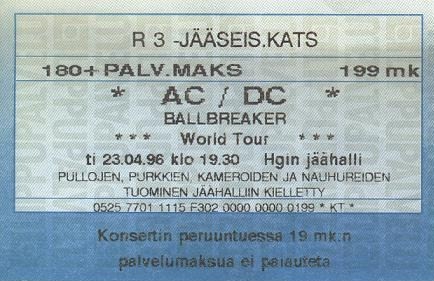 R 3 -JÄÄSEIS.KATS
180+ PALV.MAKS 199 mk
* AC / DC *
BALLBREAKER
* * * World Tour * * *
ti 23.04.96 klo 19.30 Hgin jäähalli
PULLOJEN, PURKKIEN, KAMEROIDEN JA NAUHUREIDEN
TUOMINEN JÄÄHALLIIN KIELLETTY
0525 7701 1115 F302 0000 0000 0199 * KT *
Konsertin peruuntuessa 19 mk:n
palvelumaksua ei palauteta